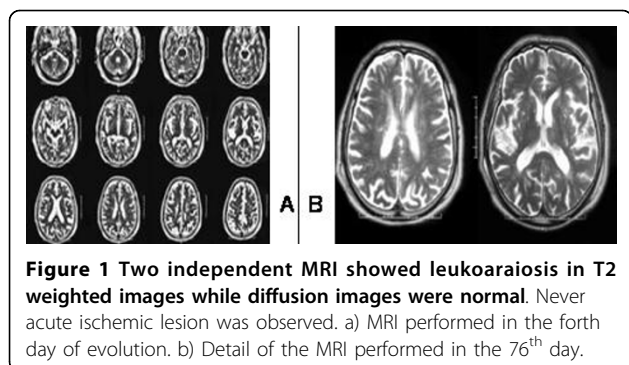 A B
Figure 1 Two independent MRI showed leukoaraiosis in T2
weighted images while diffusion images were normal. Never
acute ischemic lesion was observed. a) MRI performed in the forth
day of evolution. b) Detail of the MRI performed in the 76th day.